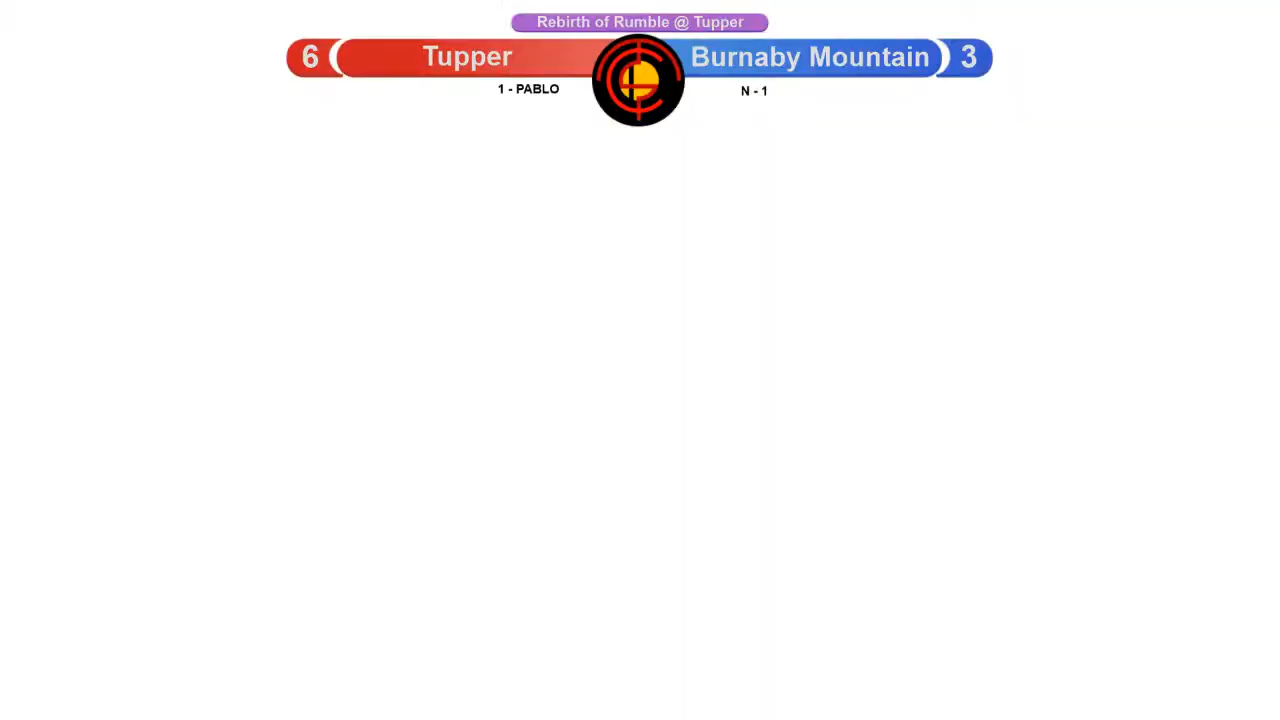 Rebirth of Rumble @ Tupper
6 Tupper Burnaby Mountain 3
1 - PABLO N - 1